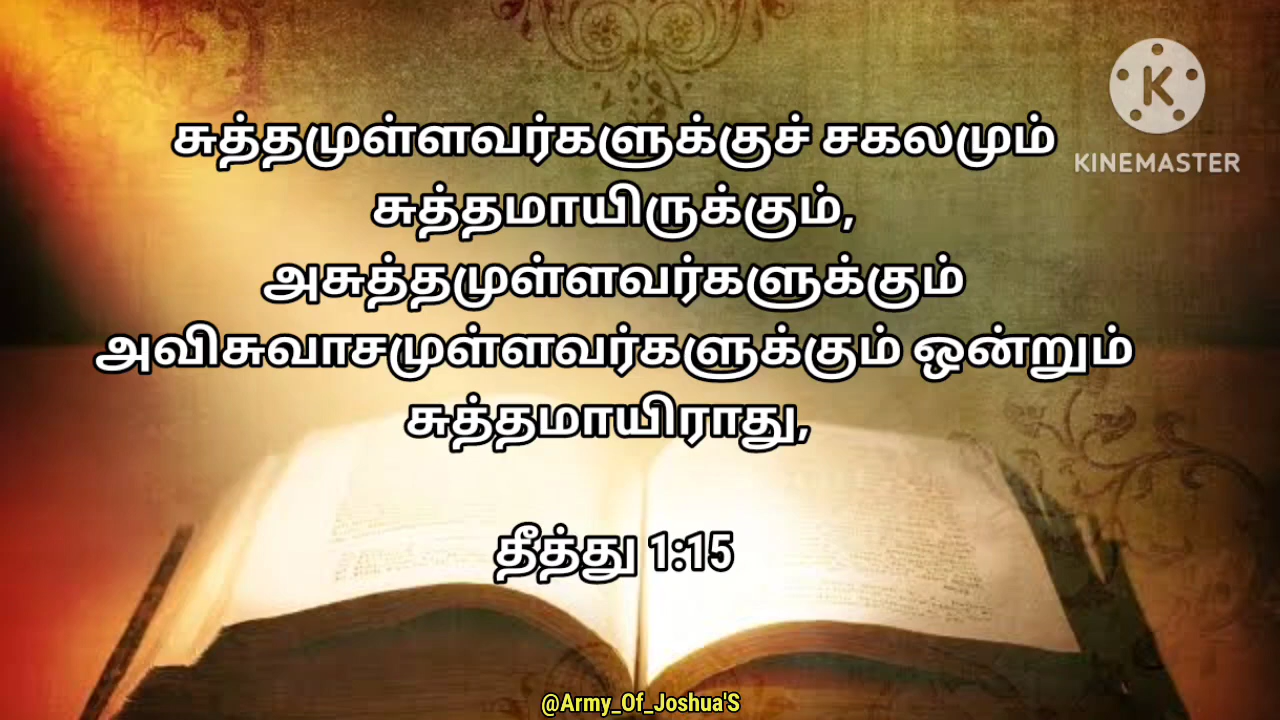 சுத்தமுள்ளவர்களுக்குச் சகலமும்
சுத்தமாயிருக்கும்,
அசுத்தமுள்ளவர்களுக்கும்
அவிசுவாசமுள்ளவர்களுக்கும் ஒன்றும்
சுத்தமாயிராது,
தீத்து 1:15
K
KINEMASTER
@Army_Of_Joshua'S